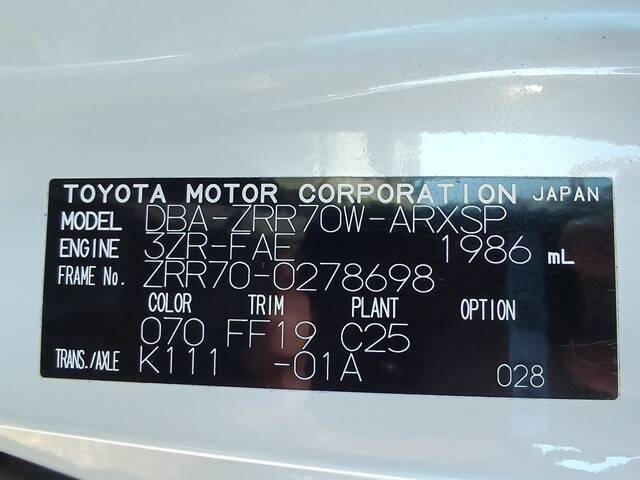 TOYOTA MOTOR CORPORATION JAPAN
MODEL DBA-ZRR70W-ARXSP
ENGINE 3ZR-FAE 1986 mL
FRAME No. ZRR70-0278698
COLOR TRIM PLANT OPTION
070 FF19 C25
TRANS./AXLE K111 -01A 028